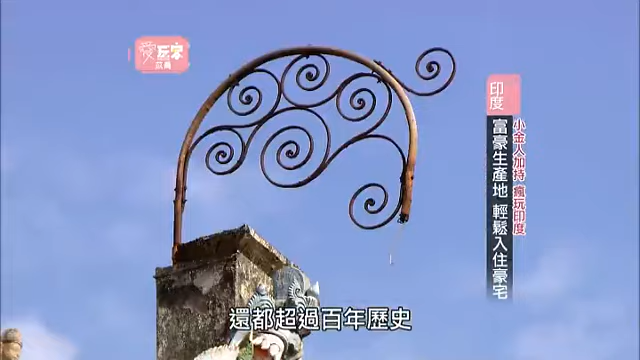 愛玩客
印度
小金人加持 瘋玩印度
富豪生產地 輕鬆入住豪宅
還都超過百年歷史